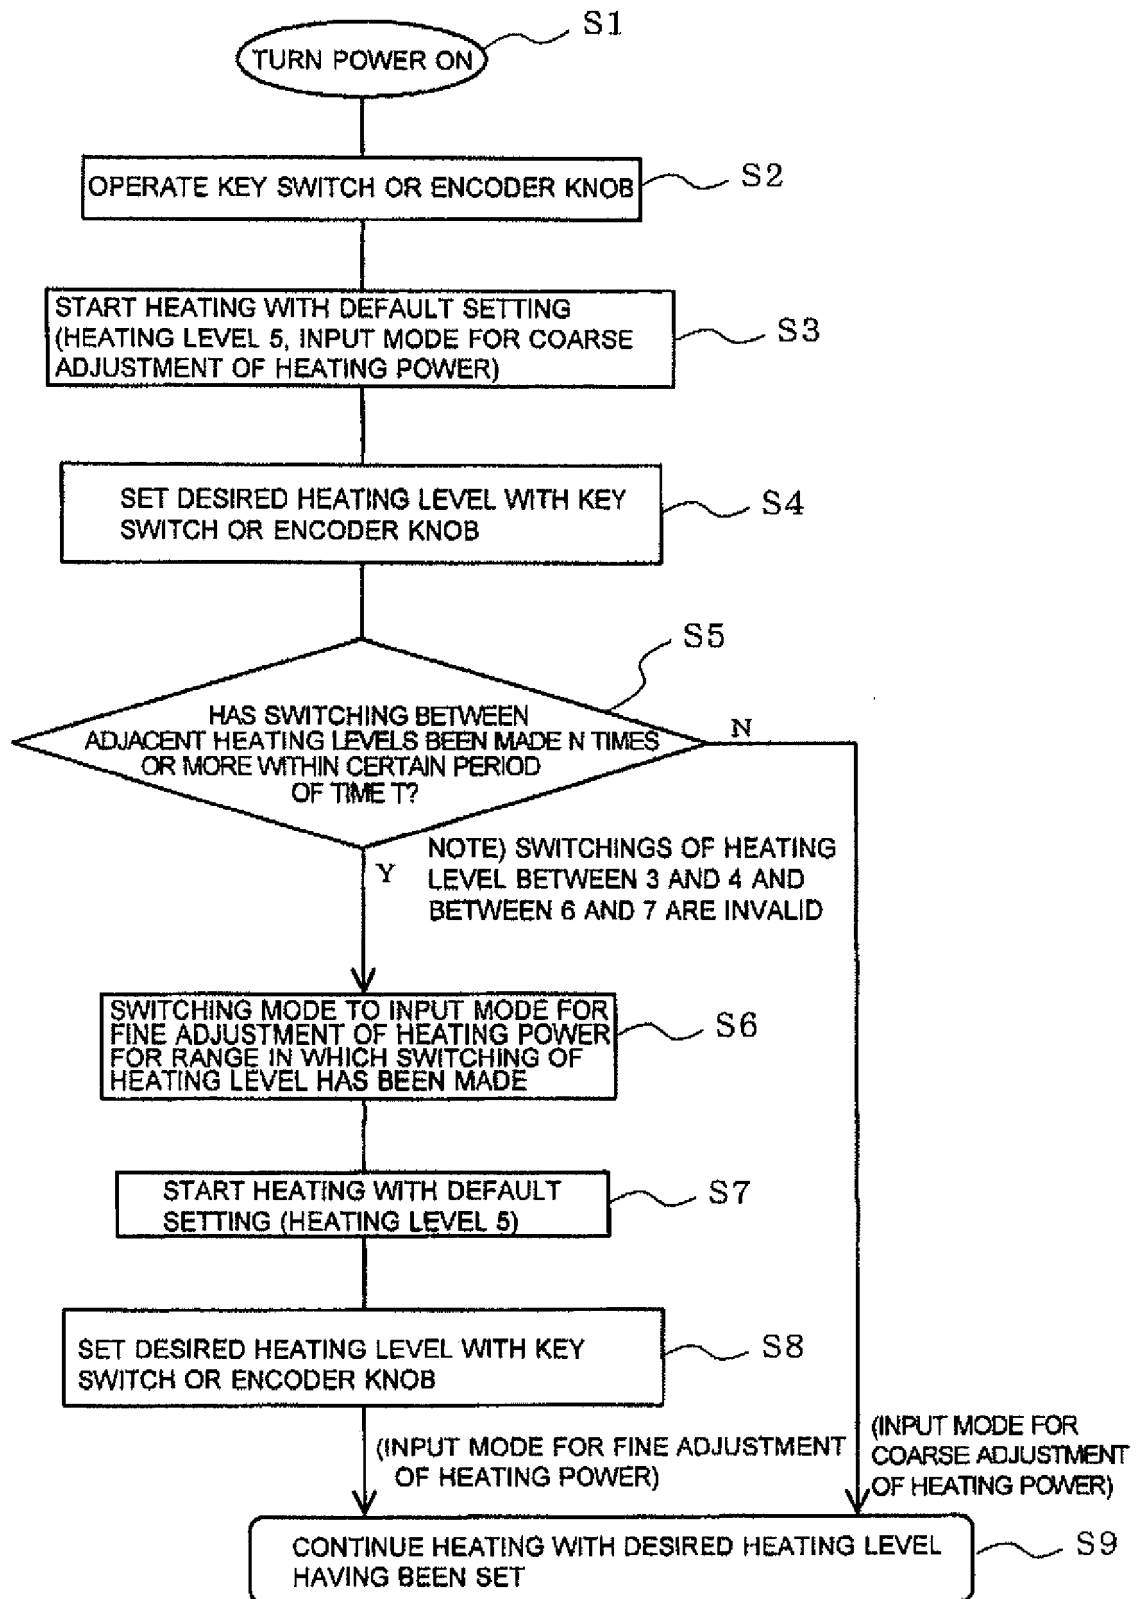 S1
TURN POWER ON
S2
OPERATE KEY SWITCH OR ENCODER KNOB
START HEATING WITH DEFAULT SETTING
(HEATING LEVEL 5, INPUT MODE FOR COARSE
ADJUSTMENT OF HEATING POWER)
S3
SET DESIRED HEATING LEVEL WITH KEY
SWITCH OR ENCODER KNOB
S4
S5
HAS SWITCHING BETWEEN
ADJACENT HEATING LEVELS BEEN MADE N TIMES
OR MORE WITHIN CERTAIN PERIOD
OF TIME T?
N
Y
NOTE) SWITCHINGS OF HEATING
LEVEL BETWEEN 3 AND 4 AND
BETWEEN 6 AND 7 ARE INVALID
SWITCHING MODE TO INPUT MODE FOR
FINE ADJUSTMENT OF HEATING POWER
FOR RANGE IN WHICH SWITCHING OF
HEATING LEVEL HAS BEEN MADE
S6
START HEATING WITH DEFAULT
SETTING (HEATING LEVEL 5)
S7
SET DESIRED HEATING LEVEL WITH KEY
SWITCH OR ENCODER KNOB
S8
(INPUT MODE FOR FINE ADJUSTMENT
OF HEATING POWER)
(INPUT MODE FOR
COARSE ADJUSTMENT
OF HEATING POWER)
CONTINUE HEATING WITH DESIRED HEATING LEVEL
HAVING BEEN SET
S9